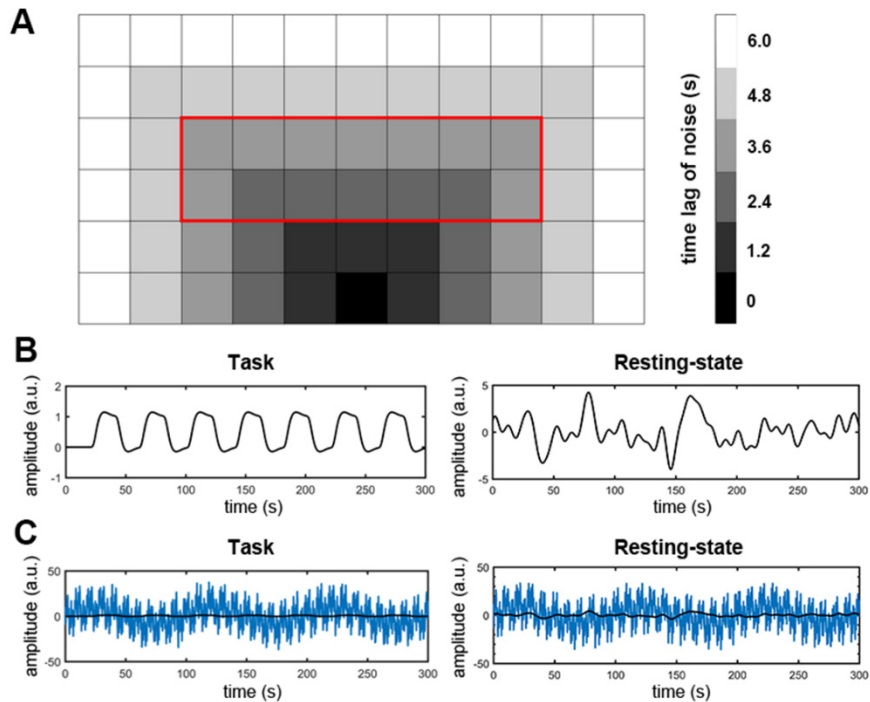 A
time lag of noise (s)
6.0
4.8
3.6
2.4
1.2
0
B
Task
amplitude (a.u.)
2
1
0
-1
0 50 100 150 200 250 300
time (s)
Resting-state
amplitude (a.u.)
5
0
-5
0 50 100 150 200 250 300
time (s)
C
Task
amplitude (a.u.)
50
0
-50
0 50 100 150 200 250 300
time (s)
Resting-state
amplitude (a.u.)
50
0
-50
0 50 100 150 200 250 300
time (s)